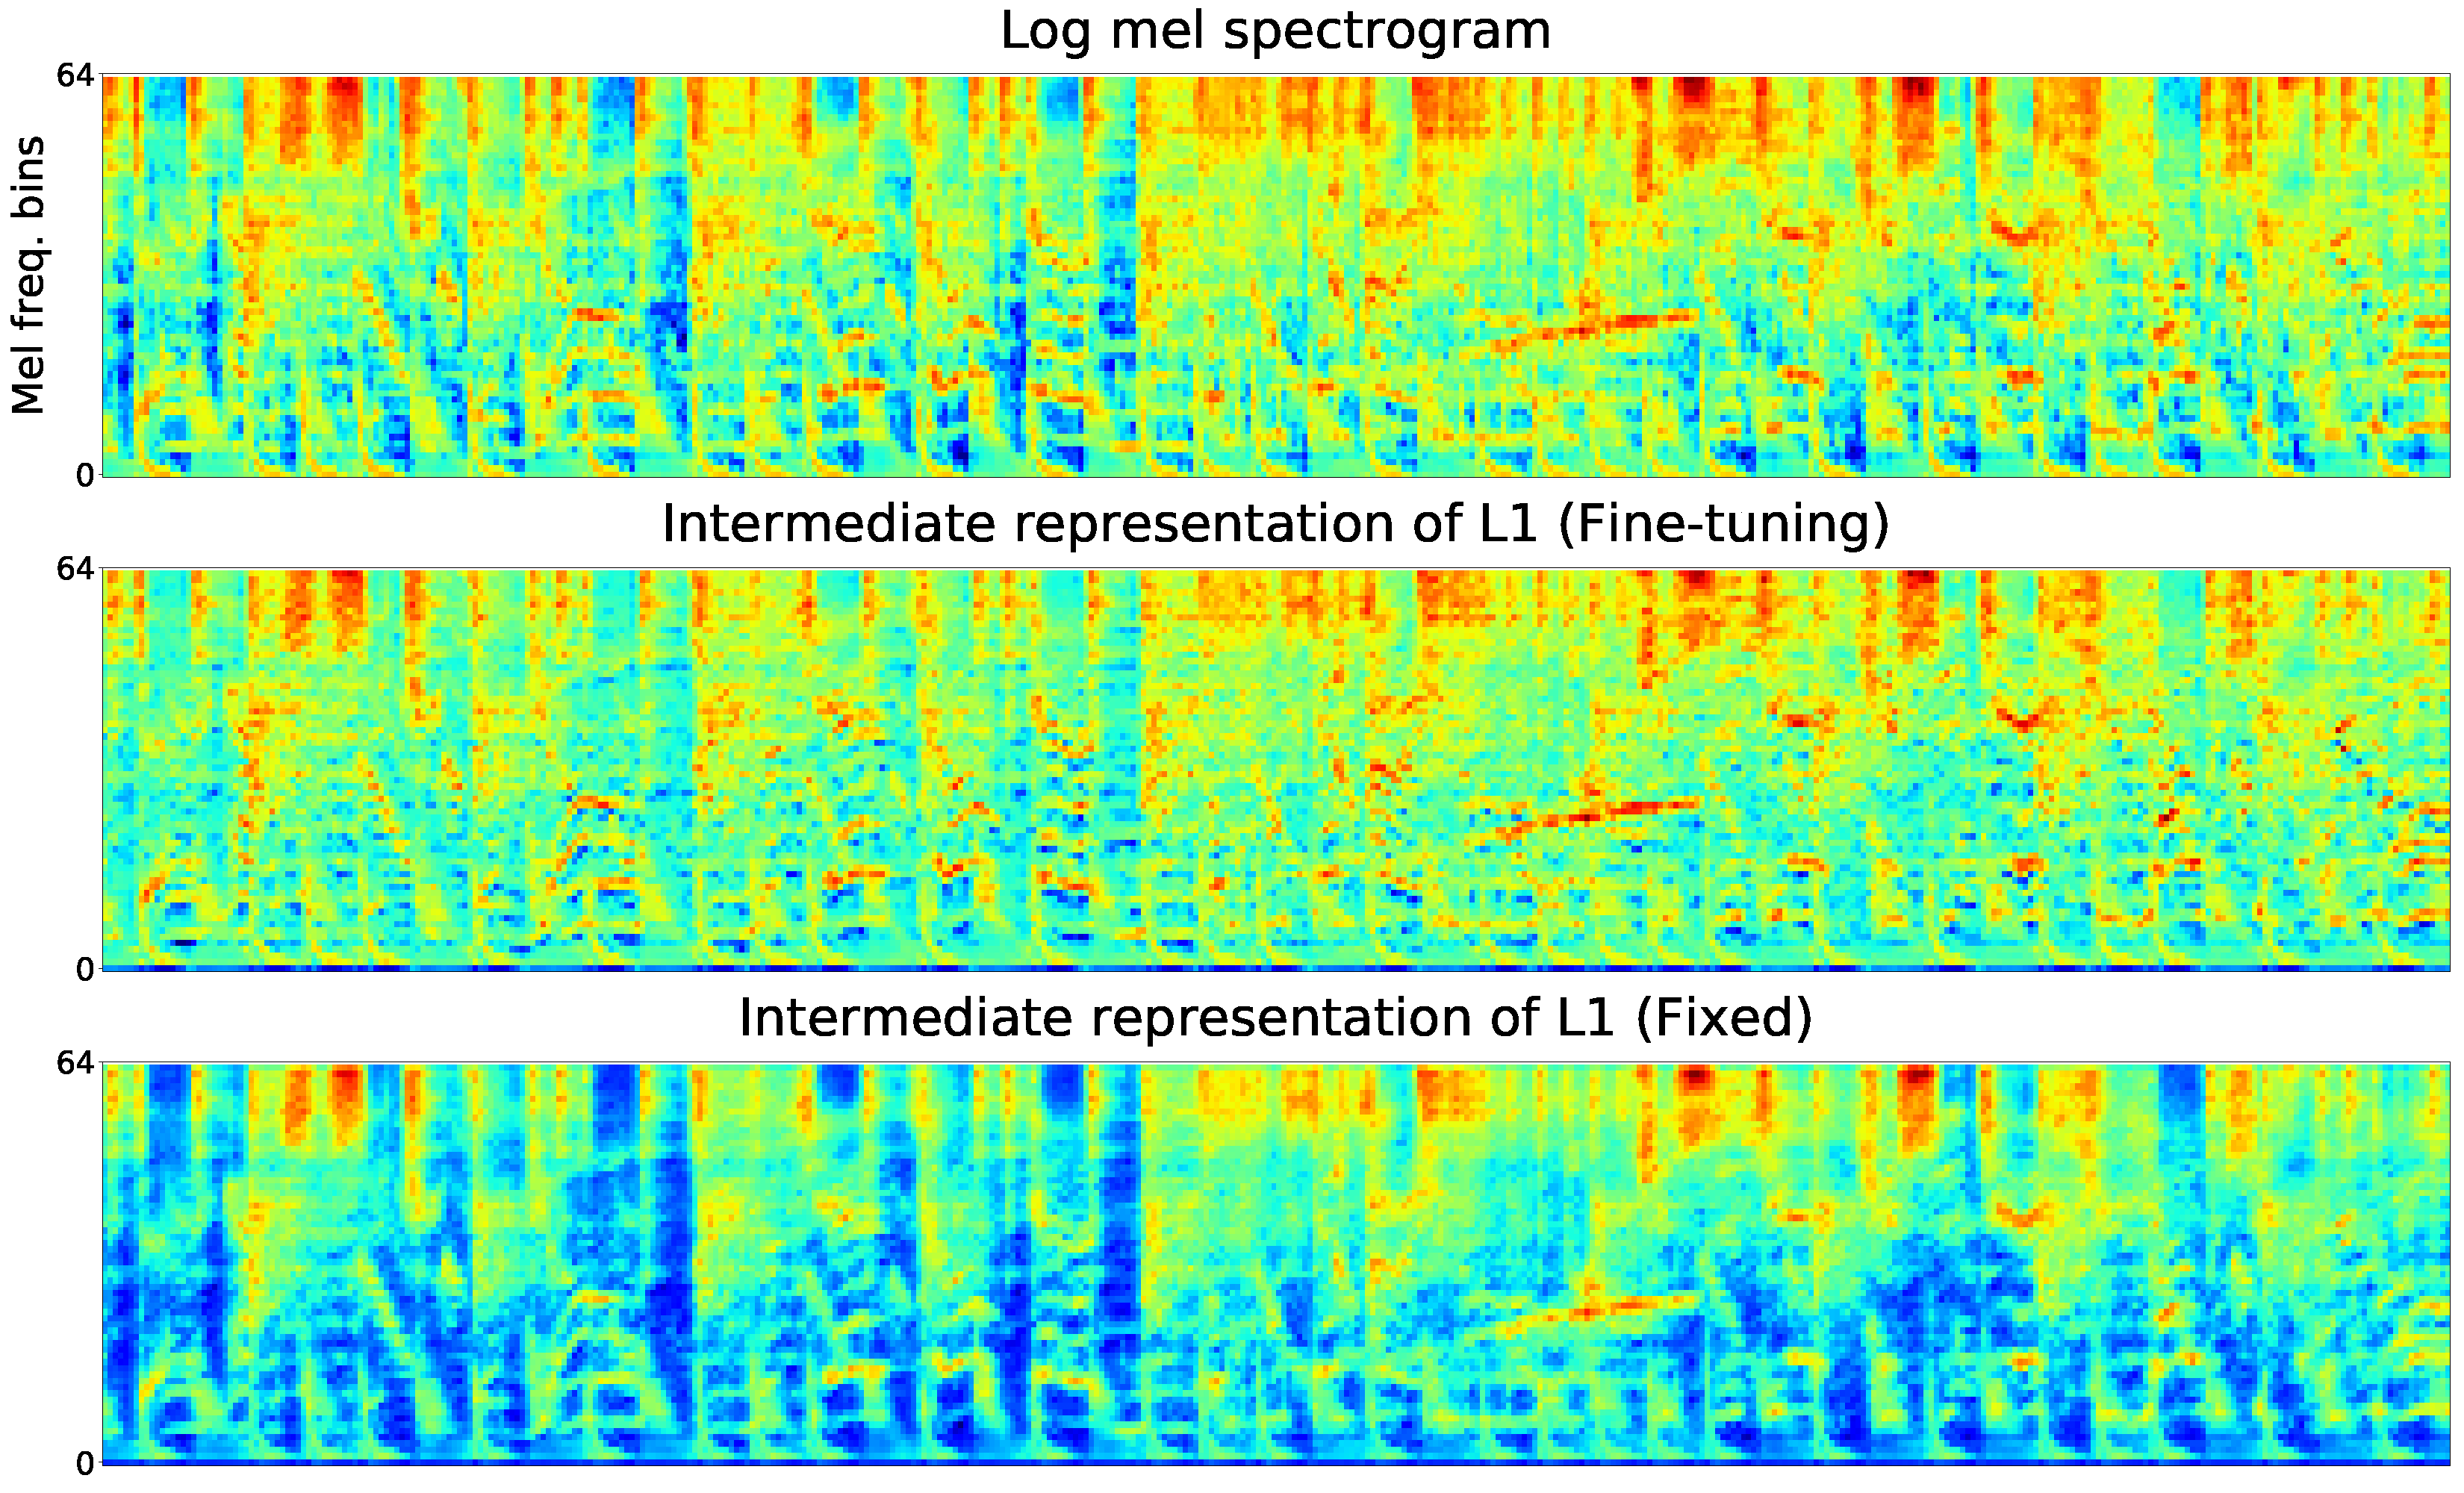 Log mel spectrogram
64
Mel freq. bins
0
Intermediate representation of L1 (Fine-tuning)
64
0
Intermediate representation of L1 (Fixed)
64
0